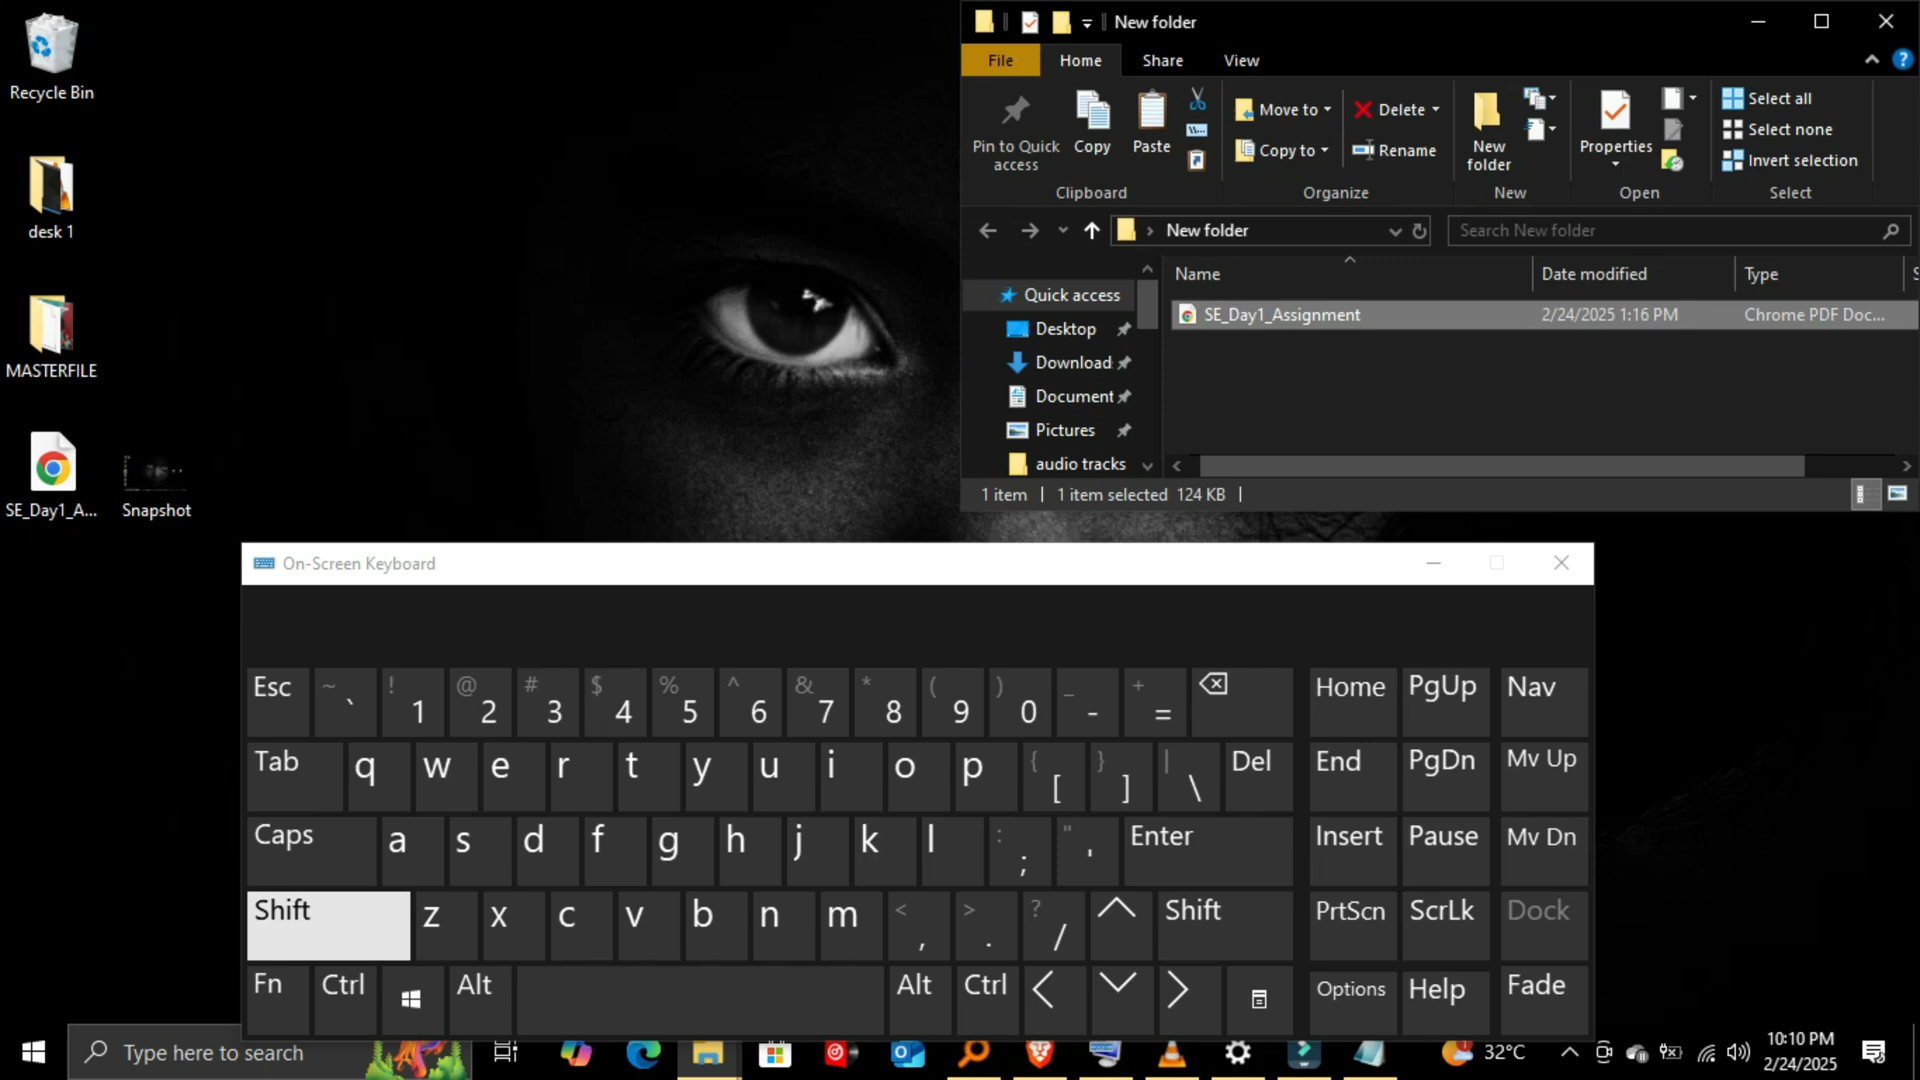 Recycle Bin
desk 1
MASTERFILE
SE_Day1_A...
Snapshot
New folder
File
Home
Share
View
Pin to Quick
access
Copy
Paste
Move to
Copy to
Delete
Rename
New
folder
Properties
Select all
Select none
Invert selection
Clipboard
Organize
New
Open
Select
New folder
Search New folder
Quick access
Desktop
Download
Document
Pictures
audio tracks
Name
Date modified
Type
S
SE_Day1_Assignment
2/24/2025 1:16 PM
Chrome PDF Doc...
1 item
1 item selected 124 KB
On-Screen Keyboard
Esc ~ ` ! 1 @ 2 # 3 $ 4 % 5 ^ 6 & 7 * 8 ( 9 ) 0 _ - + = Home PgUp Nav
Tab q w e r t y u i o p { [ } ] | \ Del End PgDn Mv Up
Caps a s d f g h j k l : ; " ' Enter Insert Pause Mv Dn
Shift z x c v b n m < , > . ? / Shift PrtScn ScrLk Dock
Fn Ctrl Alt Alt Ctrl Options Help Fade
Type here to search
32°C
10:10 PM
2/24/2025